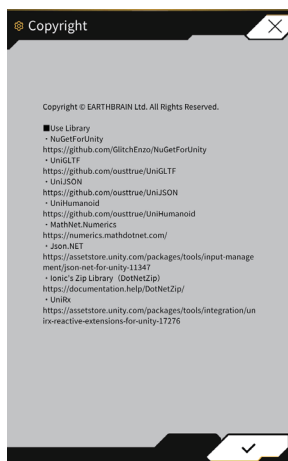 Copyright
Copyright © EARTHBRAIN Ltd. All Rights Reserved.
■Use Library
・NuGetForUnity
https://github.com/GlitchEnzo/NuGetForUnity
・UniGLTF
https://github.com/ousttrue/UniGLTF
・UniJSON
https://github.com/ousttrue/UniJSON
・UniHumanoid
https://github.com/ousttrue/UniHumanoid
・MathNet.Numerics
https://numerics.mathdotnet.com/
・Json.NET
https://assetstore.unity.com/packages/tools/input-manage
ment/json-net-for-unity-11347
・Ionic's Zip Library（DotNetZip）
https://documentation.help/DotNetZip/
・UniRx
https://assetstore.unity.com/packages/tools/integration/un
irx-reactive-extensions-for-unity-17276